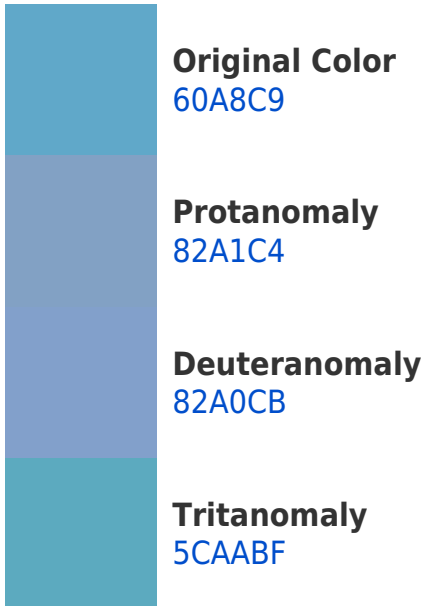 Original Color
60A8C9
Protanomaly
82A1C4
Deuteranomaly
82A0CB
Tritanomaly
5CAABF